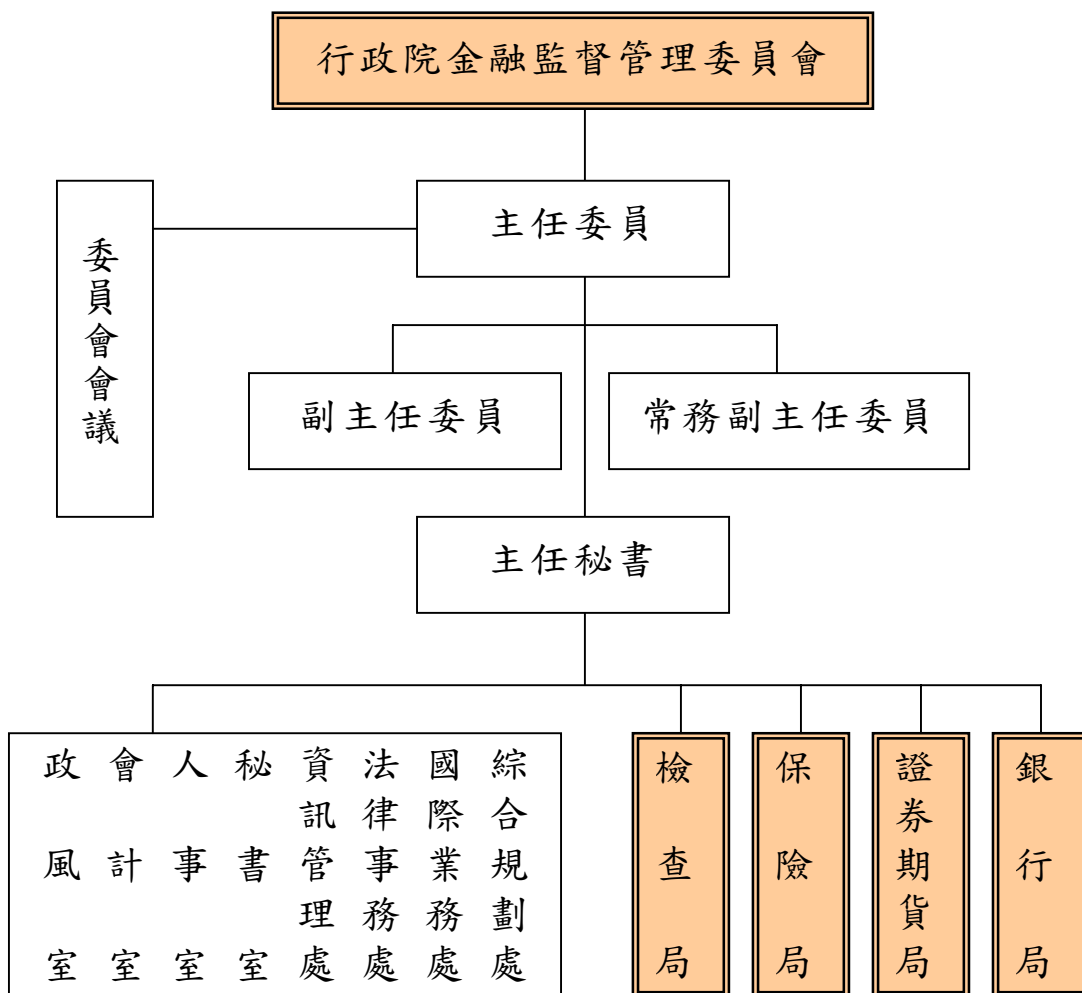 行政院金融監督管理委員會
主任委員
委員會會議
副主任委員
常務副主任委員
主任秘書
綜合規劃處
國際業務處
法律事務處
資訊管理處
秘書室
人事室
會計室
政風室
銀行局
證券期貨局
保險局
檢查局